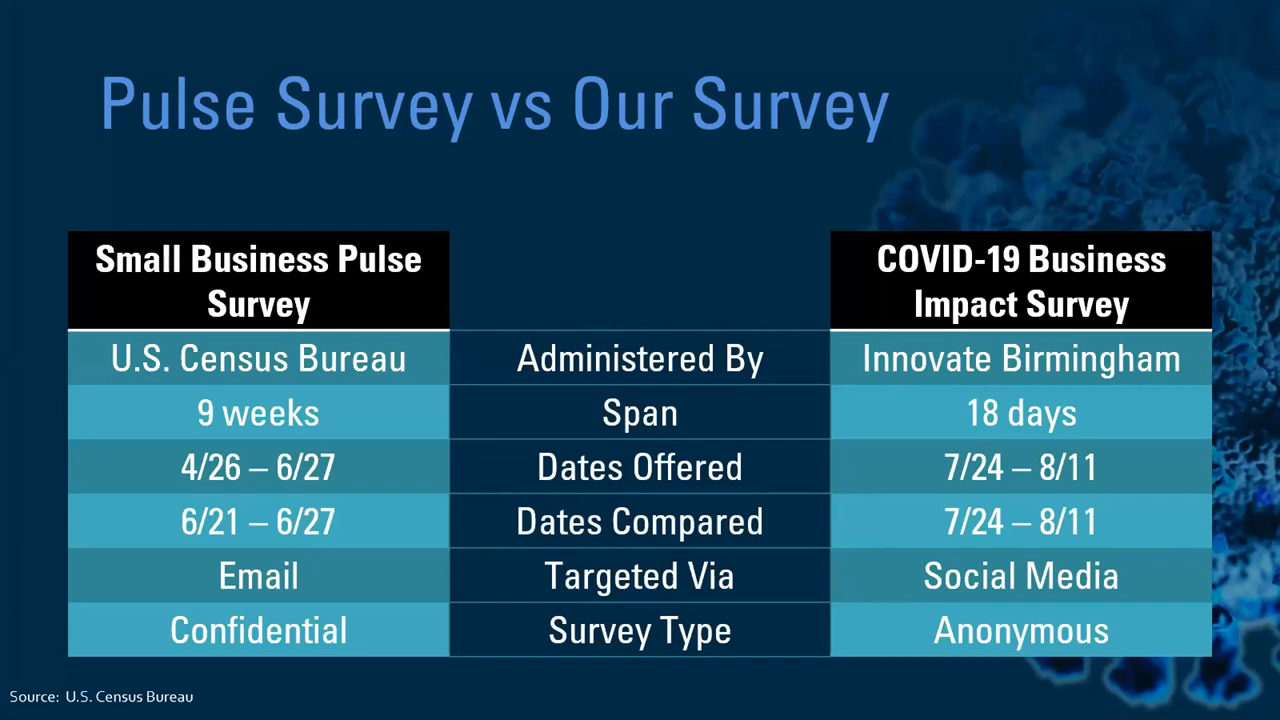 Pulse Survey vs Our Survey
Small Business Pulse
Survey
COVID-19 Business
Impact Survey
U.S. Census Bureau Administered By Innovate Birmingham
9 weeks Span 18 days
4/26 – 6/27 Dates Offered 7/24 – 8/11
6/21 – 6/27 Dates Compared 7/24 – 8/11
Email Targeted Via Social Media
Confidential Survey Type Anonymous
Source: U.S. Census Bureau